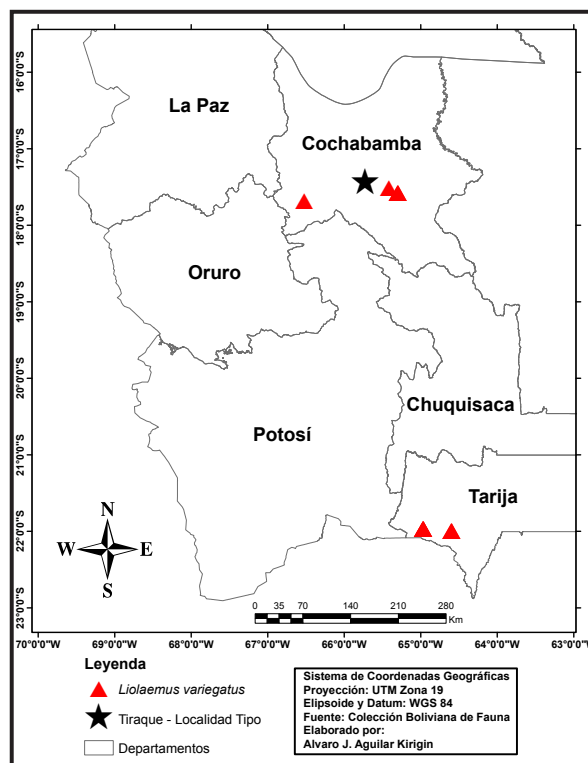 16°0'0"S
17°0'0"S
18°0'0"S
19°0'0"S
20°0'0"S
21°0'0"S
22°0'0"S
23°0'0"S
La Paz
Cochabamba
Oruro
Chuquisaca
Potosí
Tarija
N
W E
S
0 35 70 140 210 280
Km
70°0'0"W 69°0'0"W 68°0'0"W 67°0'0"W 66°0'0"W 65°0'0"W 64°0'0"W 63°0'0"W
Leyenda
Liolaemus variegatus
Tiraque - Localidad Tipo
Departamentos
Sistema de Coordenadas Geográficas
Proyección: UTM Zona 19
Elipsoide y Datum: WGS 84
Fuente: Colección Boliviana de Fauna
Elaborado por:
Alvaro J. Aguilar Kirigin